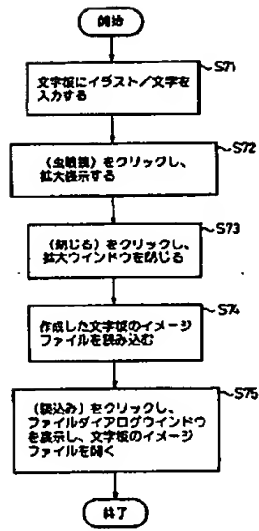 開始
S71
文字板にイラスト／文字を
入力する
S72
（虫眼鏡）をクリックし、
拡大表示する
S73
（閉じる）をクリックし、
拡大ウインドウを閉じる
S74
作成した文字板のイメージ
ファイルを読み込む
S75
（読込み）をクリックし、
ファイルダイアログウインドウ
を表示し、文字板のイメージ
ファイルを開く
終了